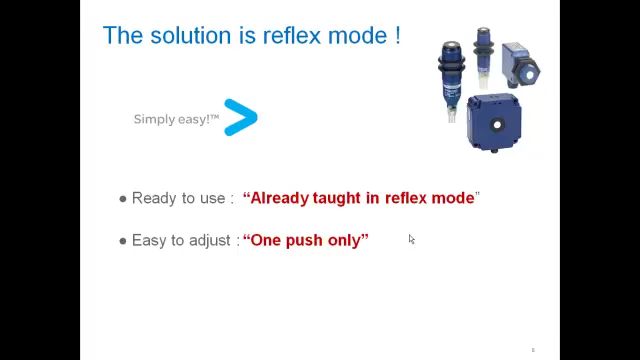 The solution is reflex mode !
Simply easy!™
● Ready to use : “Already taught in reflex mode”
● Easy to adjust : “One push only”